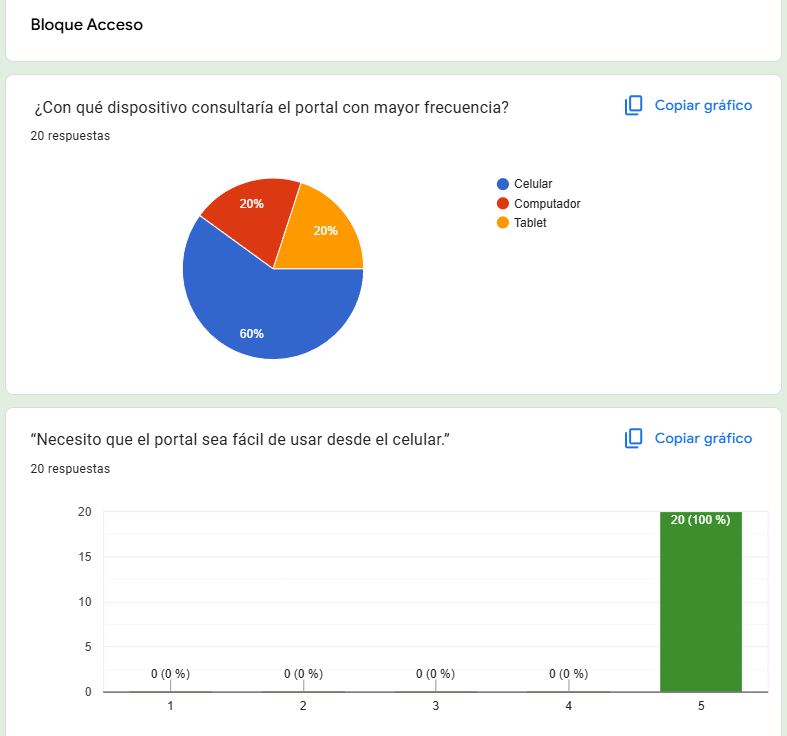 Bloque Acceso
¿Con qué dispositivo consultaría el portal con mayor frecuencia?
Copiar gráfico
20 respuestas
20%
20%
60%
Celular
Computador
Tablet
“Necesito que el portal sea fácil de usar desde el celular.”
Copiar gráfico
20 respuestas
20
15
10
5
0
0 (0 %)
0 (0 %)
0 (0 %)
0 (0 %)
20 (100 %)
1
2
3
4
5